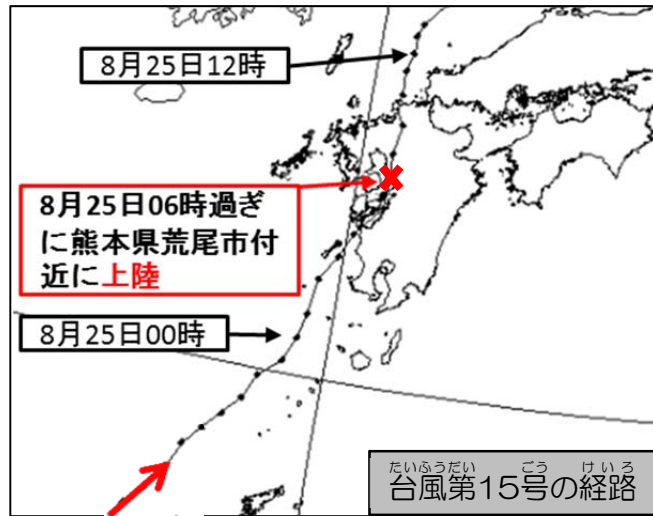 8月25日12時
8月25日06時過ぎ
に熊本県荒尾市付
近に上陸
8月25日00時
たいふうだい ごう けいろ
台風第15号の経路